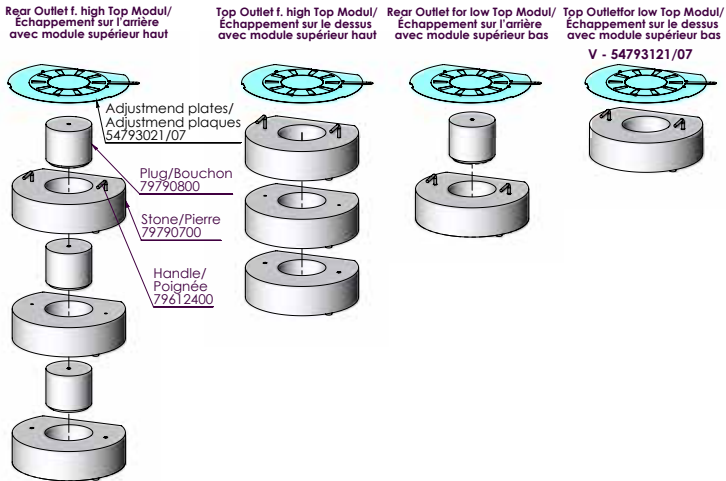 Rear Outlet f. high Top Modul/
Échappement sur l'arrière
avec module supérieur haut
Top Outlet f. high Top Modul/
Échappement sur le dessus
avec module supérieur haut
Rear Outlet for low Top Modul/
Échappement sur l'arrière
avec module supérieur bas
Top Outletfor low Top Modul/
Échappement sur le dessus
avec module supérieur bas
V - 54793121/07
Adjustmend plates/
Adjustmend plaques
54793021/07
Plug/Bouchon
79790800
Stone/Pierre
79790700
Handle/
Poignée
79612400